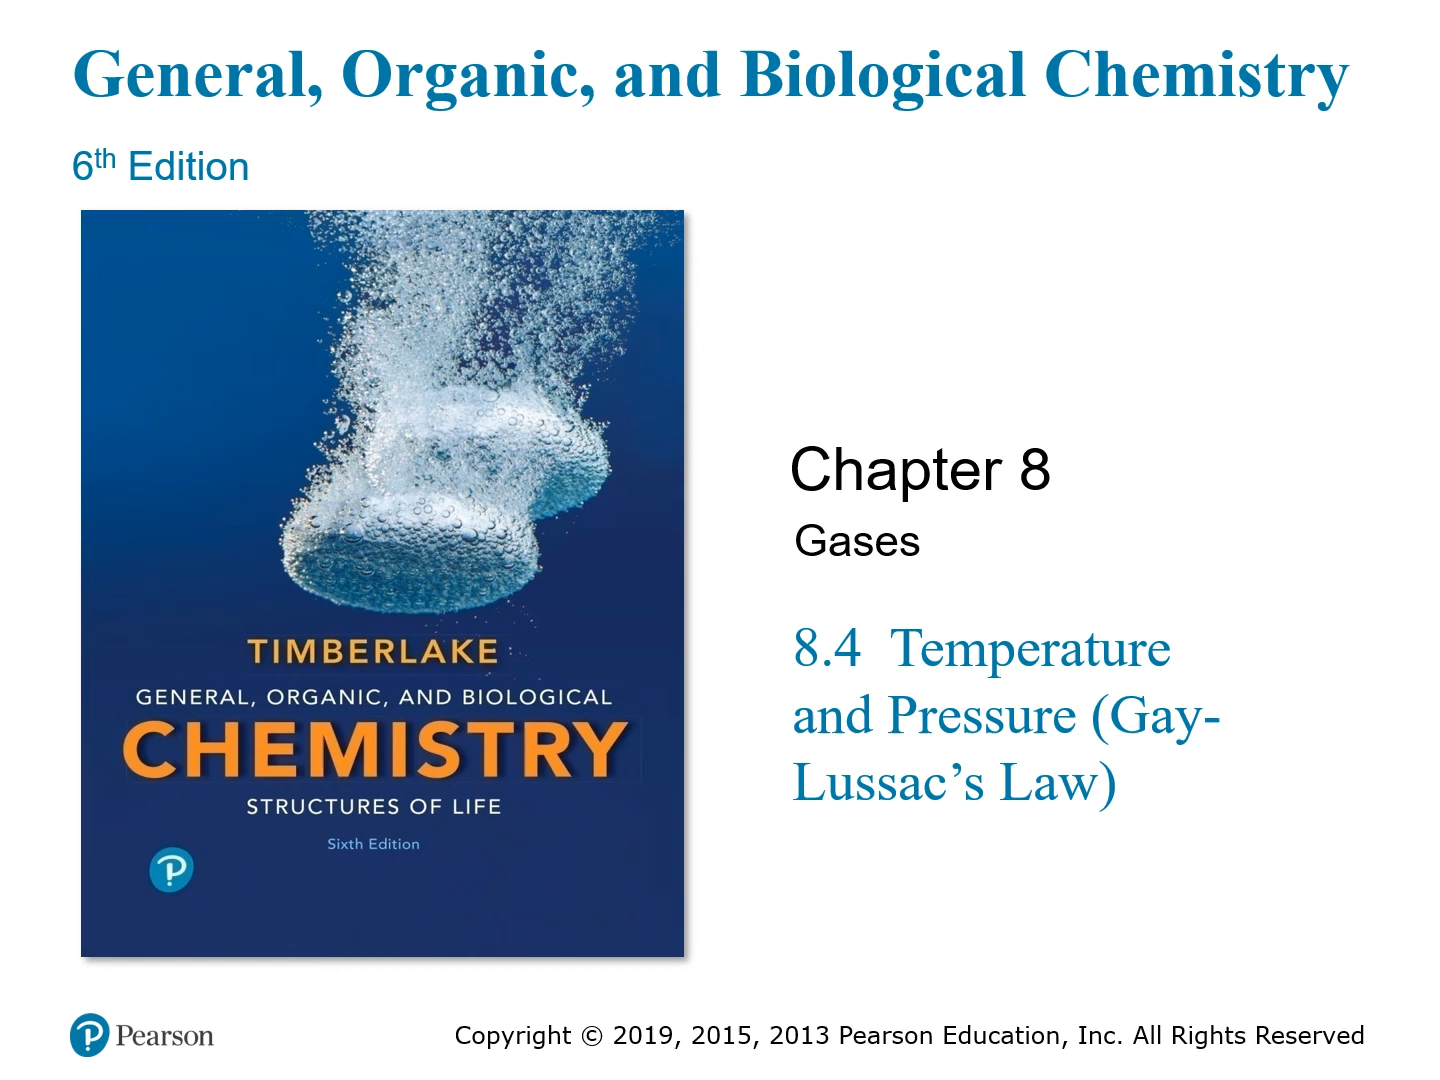 General, Organic, and Biological Chemistry
6th Edition
TIMBERLAKE
GENERAL, ORGANIC, AND BIOLOGICAL
CHEMISTRY
STRUCTURES OF LIFE
Sixth Edition
P
Chapter 8
Gases
8.4 Temperature
and Pressure (Gay-
Lussac’s Law)
P Pearson
Copyright © 2019, 2015, 2013 Pearson Education, Inc. All Rights Reserved